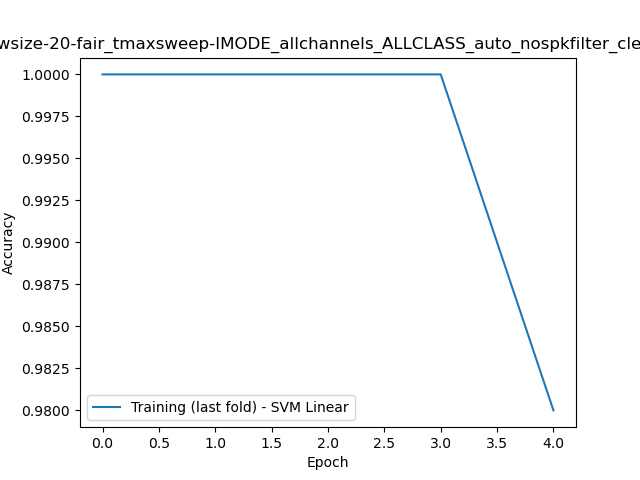 wsize-20-fair_tmaxsweep-IMODE_allchannels_ALLCLASS_auto_nospkfilter_cle
1.0000
0.9975
0.9950
0.9925
0.9900
0.9875
0.9850
0.9825
0.9800
Accuracy
Training (last fold) - SVM Linear
0.0 0.5 1.0 1.5 2.0 2.5 3.0 3.5 4.0
Epoch